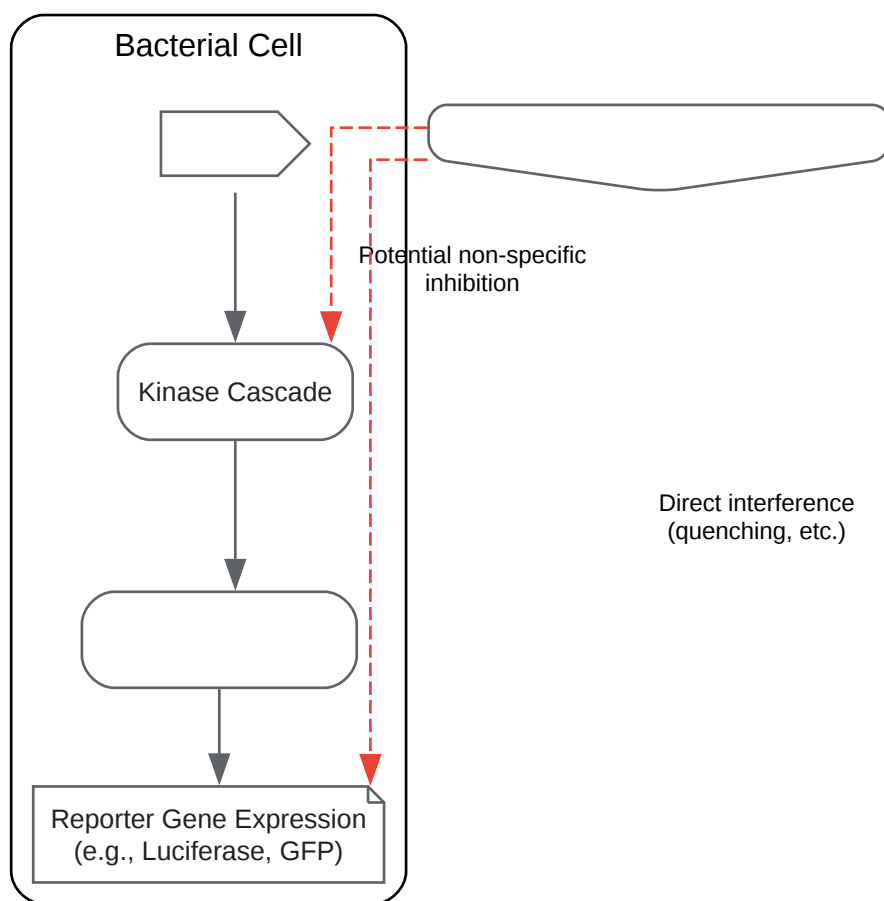 Bacterial Cell
Potential non-specific
inhibition
Kinase Cascade
Direct interference
(quenching, etc.)
Reporter Gene Expression
(e.g., Luciferase, GFP)